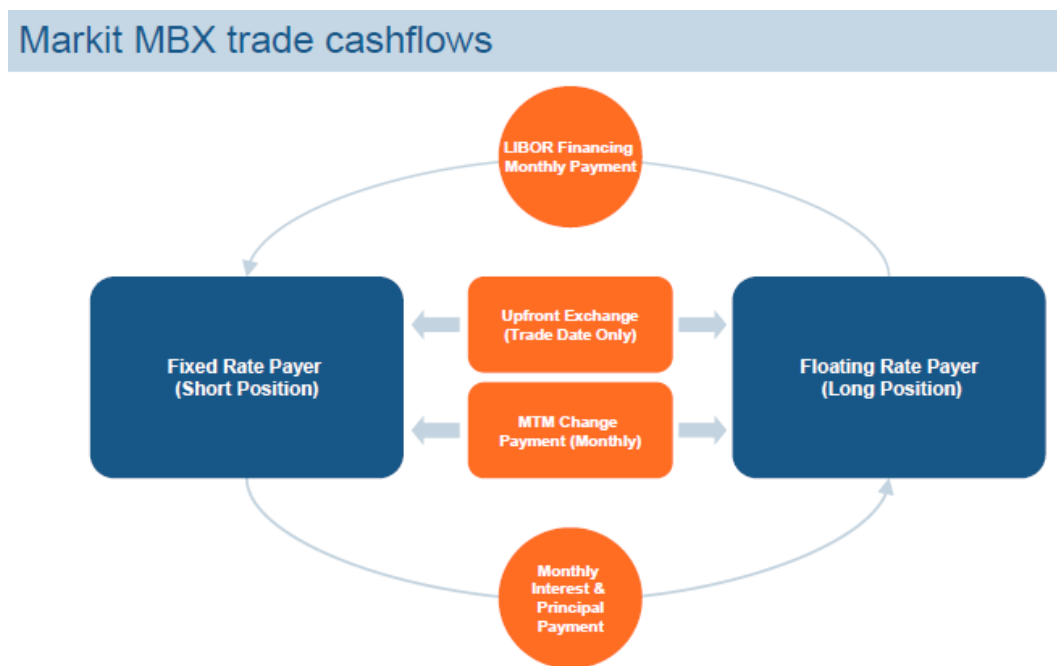 Markit MBX trade cashflows
LIBOR Financing
Monthly Payment
Upfront Exchange
(Trade Date Only)
Fixed Rate Payer
(Short Position)
Floating Rate Payer
(Long Position)
MTM Change
Payment (Monthly)
Monthly
Interest &
Principal
Payment